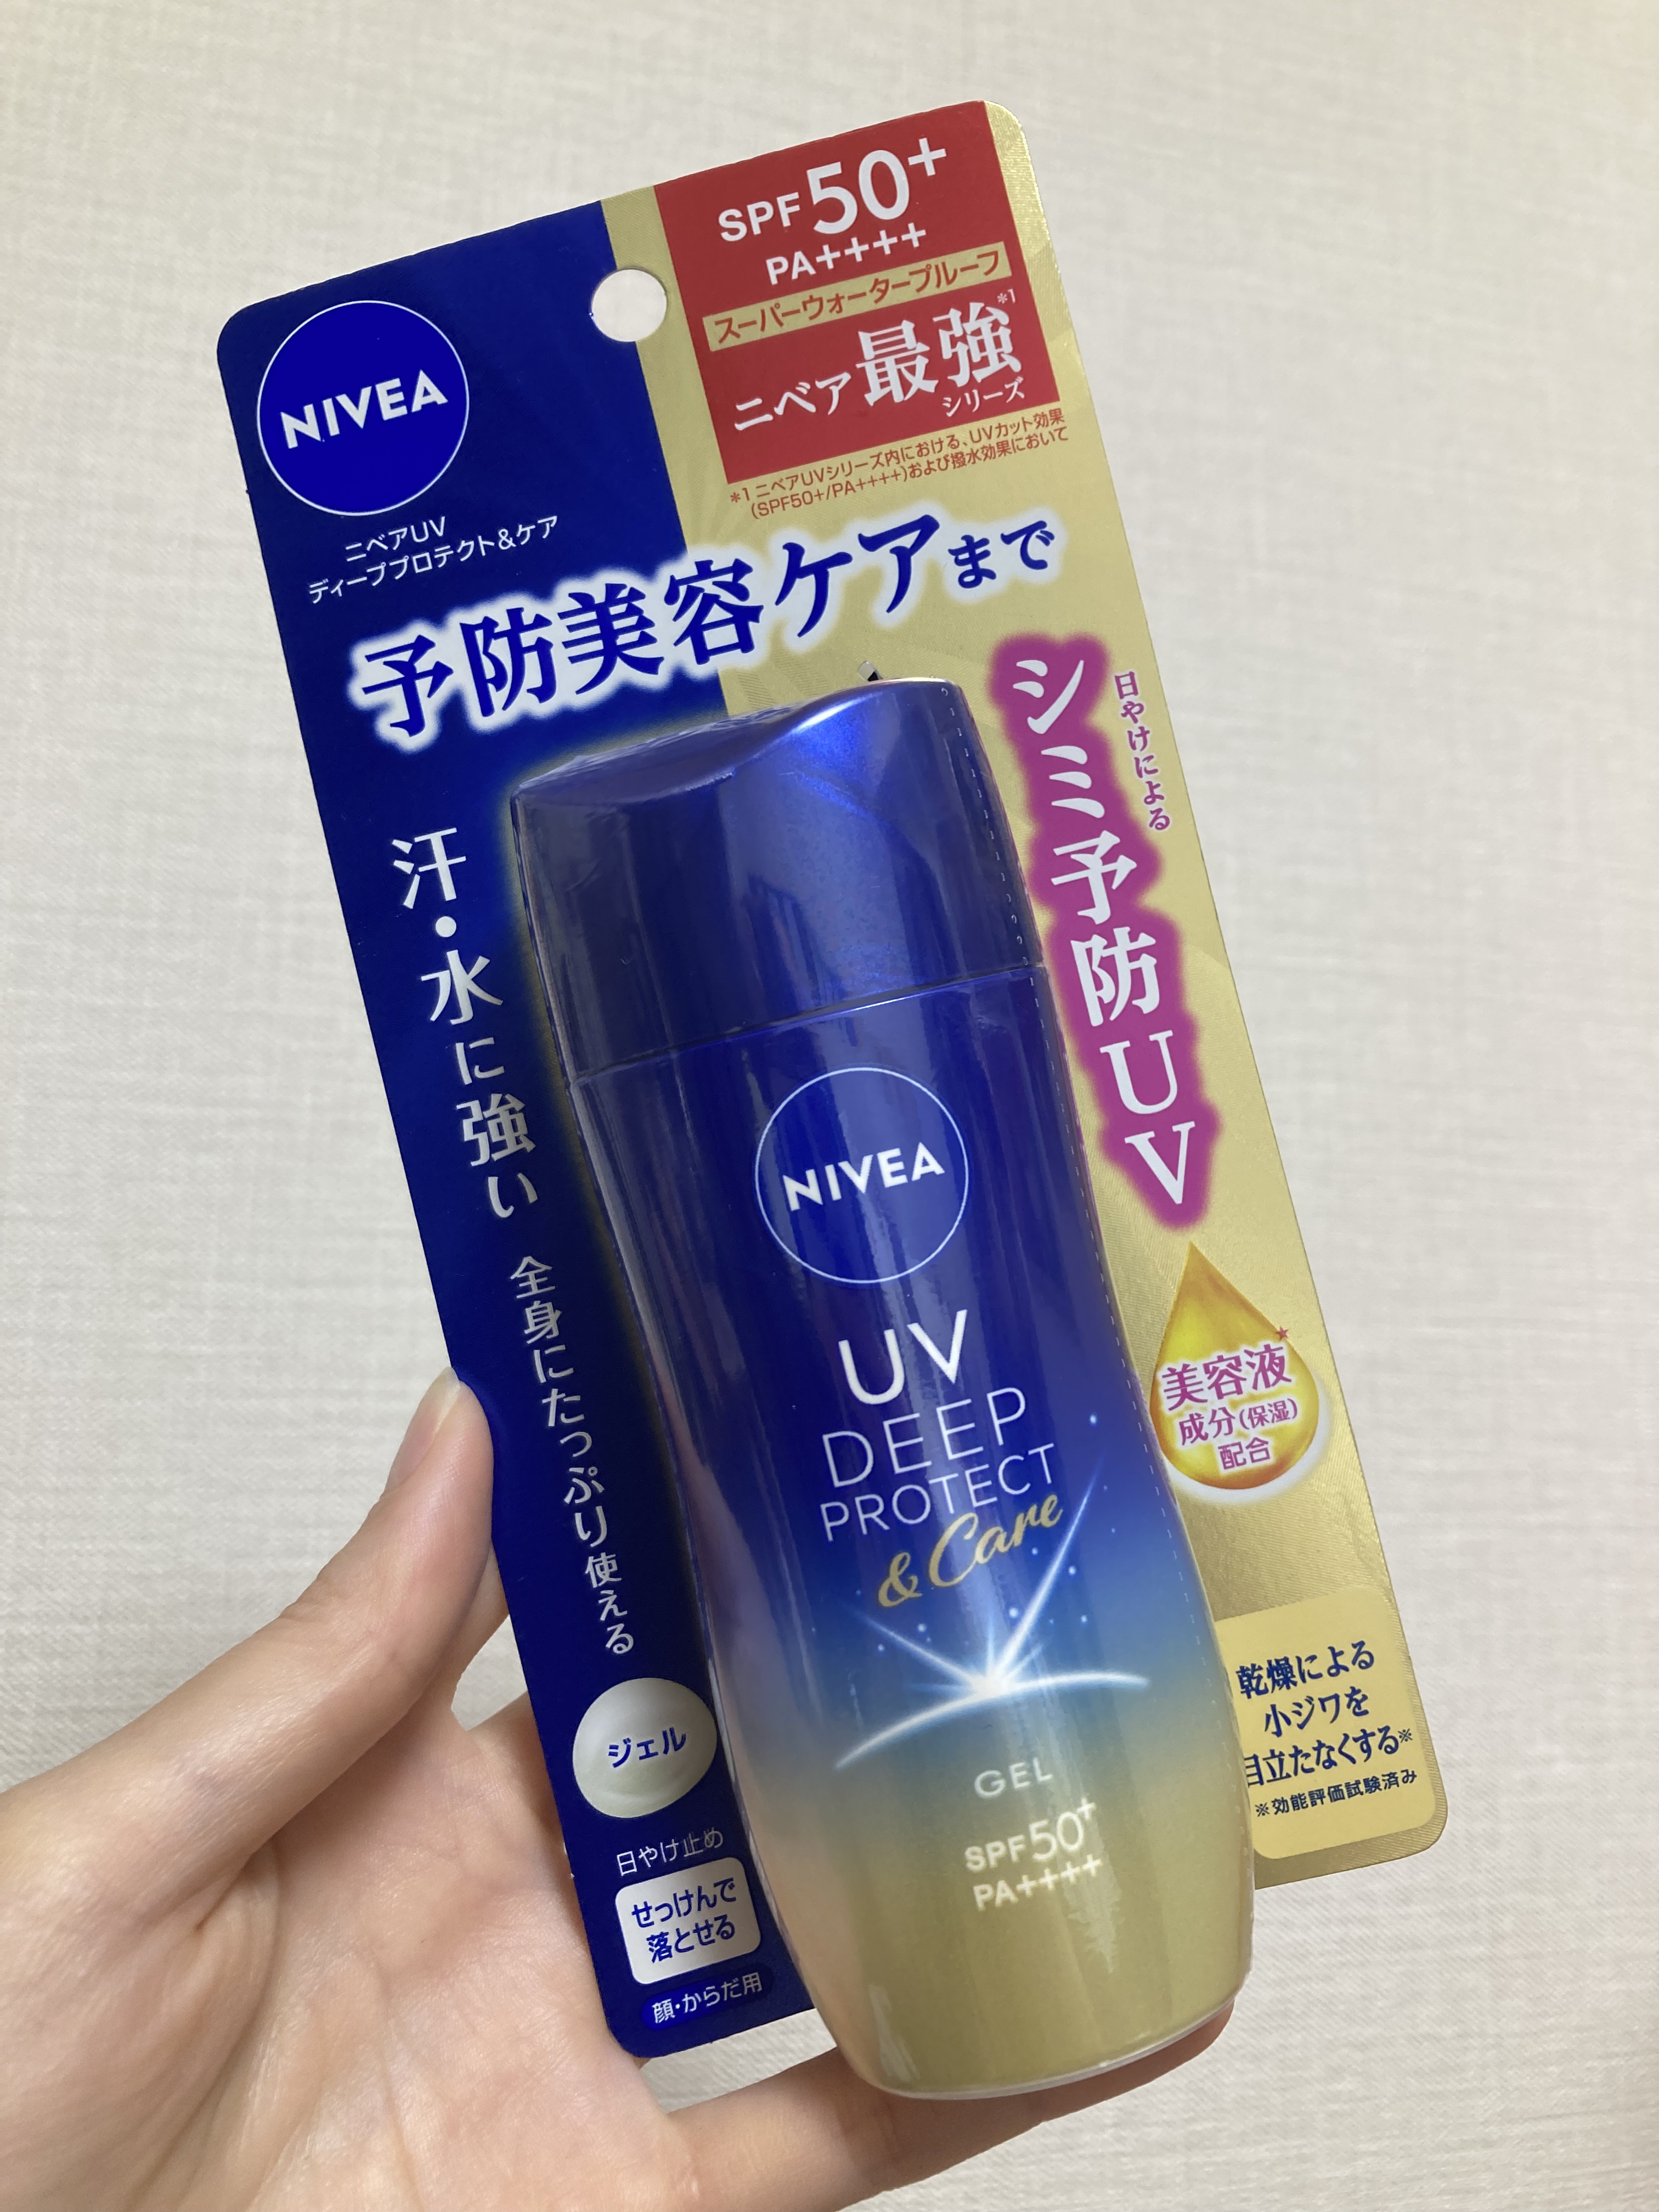 SPF50+
PA++++
スーパーウォータープルーフ
ニベア最強*1
シリーズ
*1 ニベアUVシリーズ内における、UVカット効果
(SPF50+/PA++++)および撥水効果において
NIVEA
ニベアUV
ディーププロテクト&ケア
予防美容ケアまで
日やけによる
シミ予防UV
汗・水に強い
全身にたっぷり使える
NIVEA
UV
DEEP
PROTECT
& Care
GEL
SPF50+
PA++++
美容液★
成分(保湿)
配合
乾燥による
小ジワを
目立たなくする※
※効能評価試験済み
ジェル
日やけ止め
せっけんで
落とせる
顔・からだ用